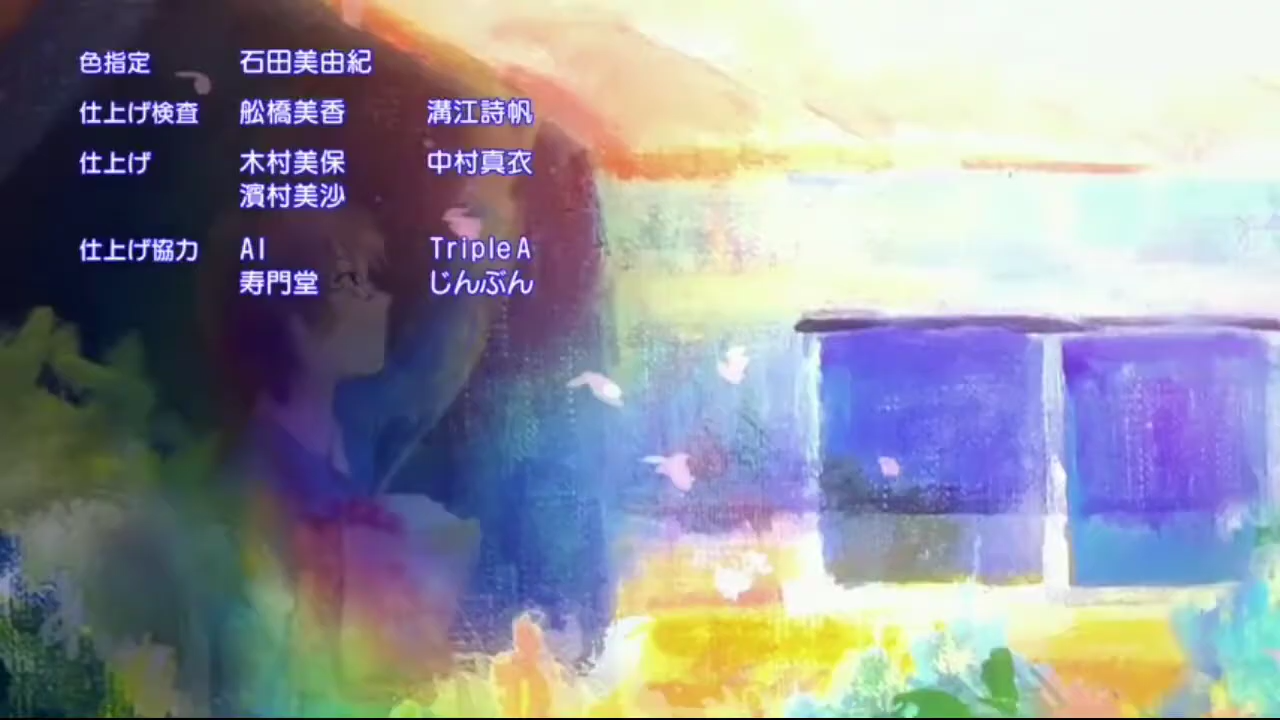 色指定 石田美由紀
仕上げ検査 舩橋美香 溝江詩帆
仕上げ 木村美保 中村真衣
濱村美沙
仕上げ協力 AI TripleA
寿門堂 じんぶん